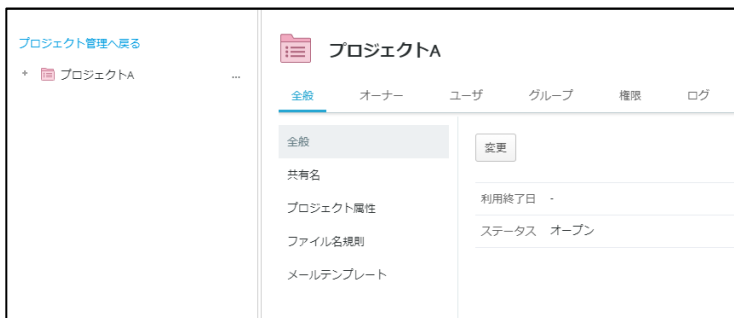 プロジェクト管理へ戻る
プロジェクトA
...
プロジェクトA
全般 オーナー ユーザ グループ 権限 ログ
全般
共有名
プロジェクト属性
ファイル名規則
メールテンプレート
変更
利用終了日 -
ステータス オープン